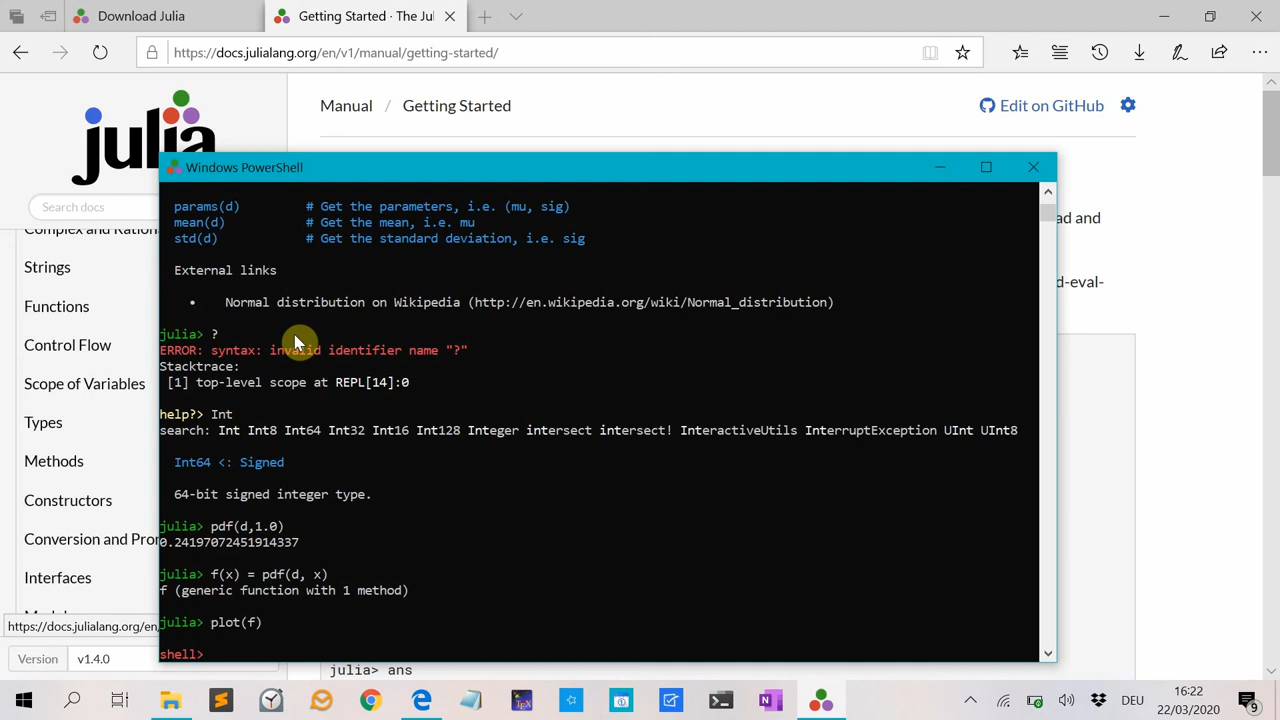 Download Julia
Getting Started · The Jul
https://docs.julialang.org/en/v1/manual/getting-started/
julia
Manual / Getting Started
Edit on GitHub
Search docs
Windows PowerShell
Complex and Ration
Strings
Functions
Control Flow
Scope of Variables
Types
Methods
Constructors
Conversion and Pro
Interfaces
https://docs.julialang.org/en/
Version
v1.4.0
params(d) # Get the parameters, i.e. (mu, sig)
mean(d) # Get the mean, i.e. mu
std(d) # Get the standard deviation, i.e. sig
External links
• Normal distribution on Wikipedia (http://en.wikipedia.org/wiki/Normal_distribution)
julia> ?
ERROR: syntax: invalid identifier name "?"
Stacktrace:
[1] top-level scope at REPL[14]:0
help?> Int
search: Int Int8 Int64 Int32 Int16 Int128 Integer intersect intersect! InteractiveUtils InterruptException UInt UInt8
Int64 <: Signed
64-bit signed integer type.
julia> pdf(d,1.0)
0.24197072451914337
julia> f(x) = pdf(d, x)
f (generic function with 1 method)
julia> plot(f)
shell>
ad and
d-eval-
julia> ans
DEU
16:22
22/03/2020
9